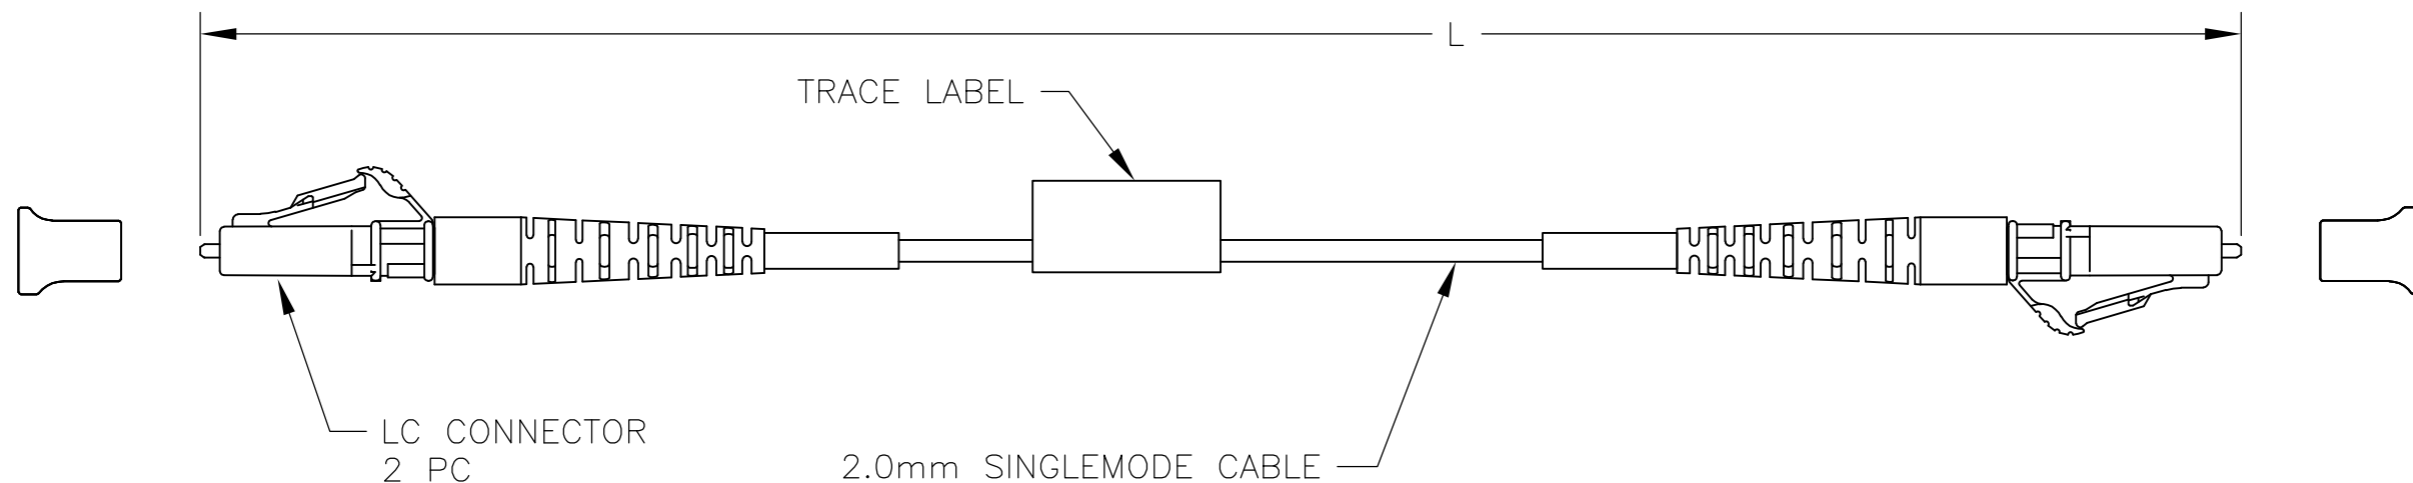 L
TRACE LABEL
LC CONNECTOR
2 PC
2.0mm SINGLEMODE CABLE